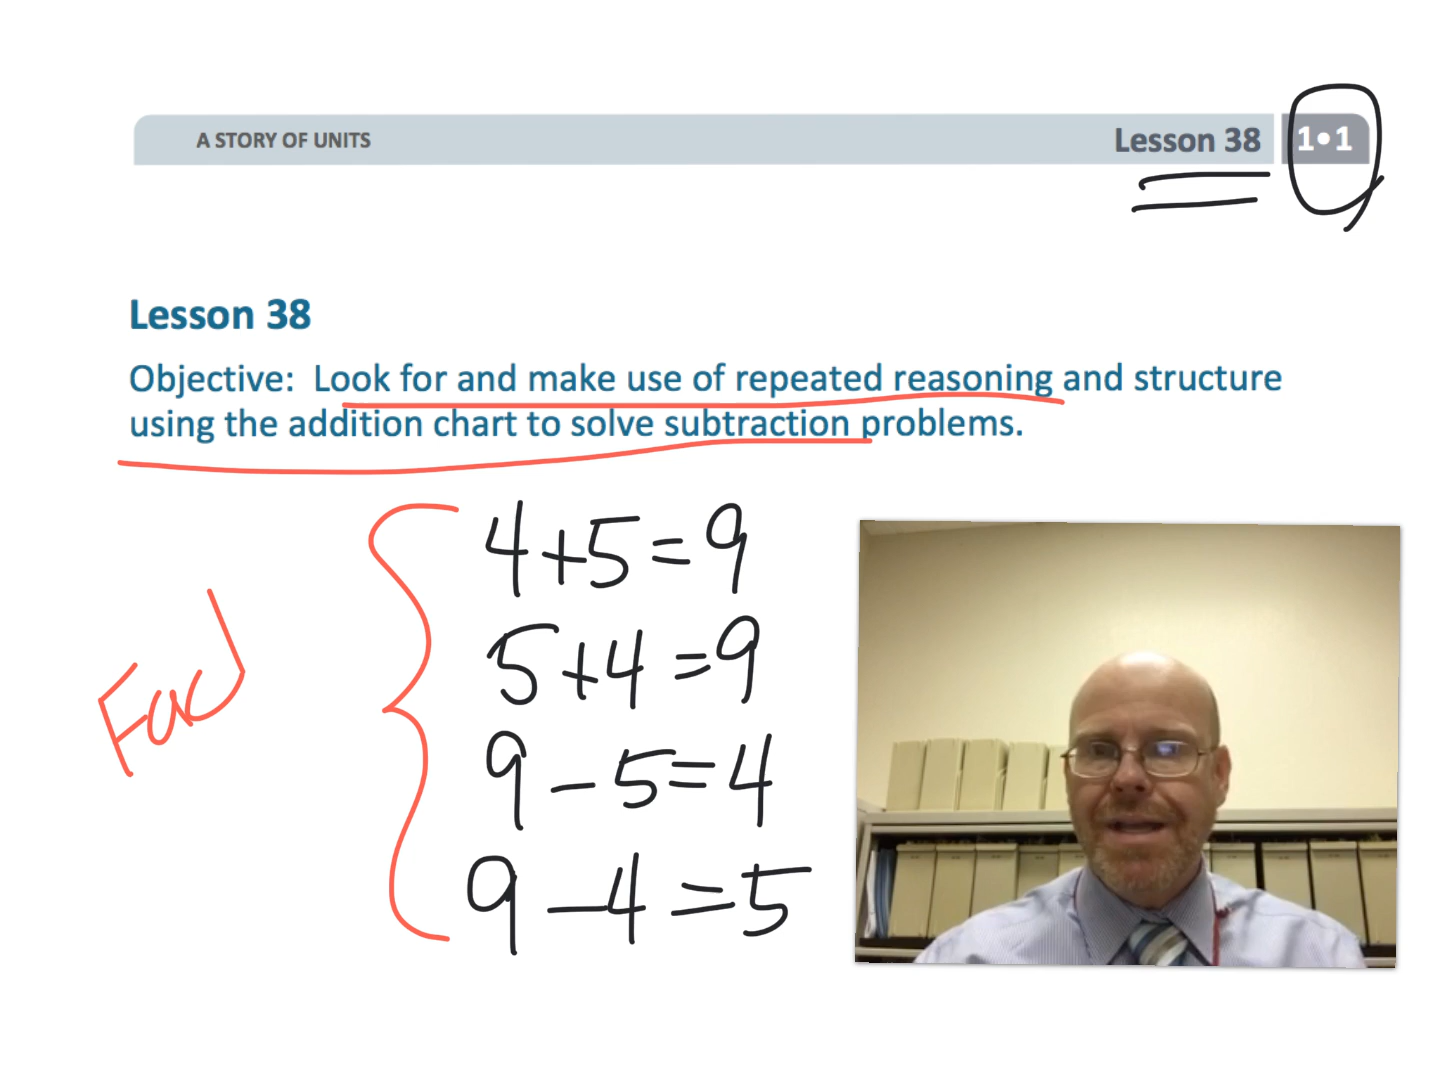 A STORY OF UNITS
Lesson 38 1•1
Lesson 38
Objective: Look for and make use of repeated reasoning and structure
using the addition chart to solve subtraction problems.
4+5=9
5+4=9
9-5=4
9-4=5